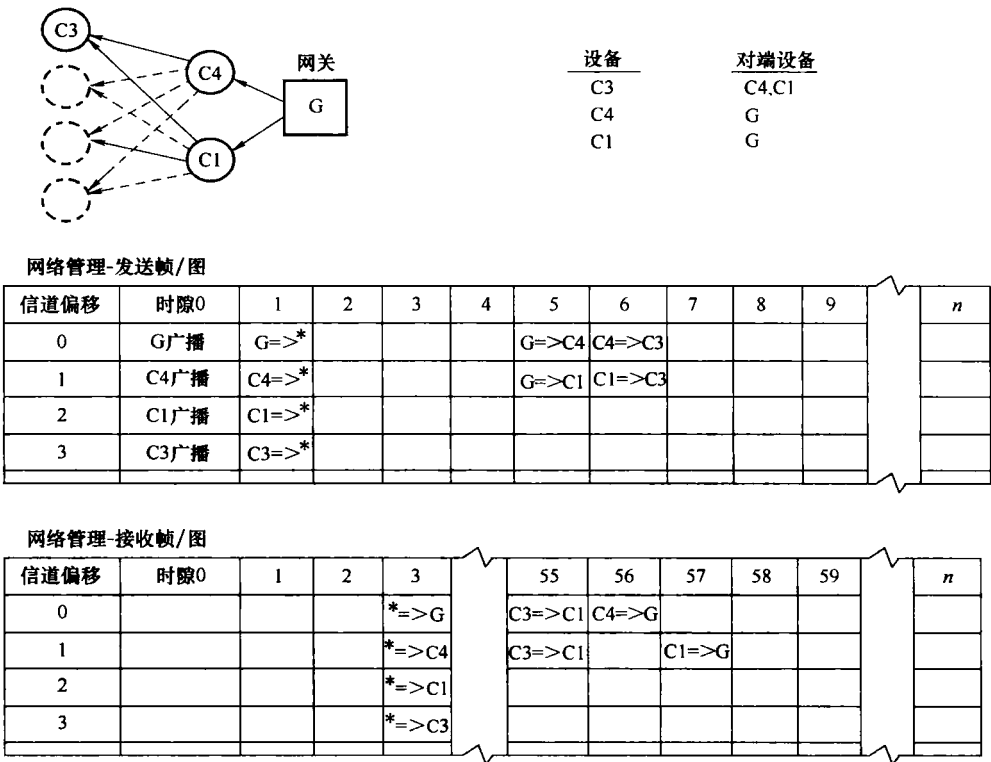 C3
C4
网关
G
C1
设备 对端设备
C3 C4,C1
C4 G
C1 G
网络管理-发送帧/图
信道偏移 时隙0 1 2 3 4 5 6 7 8 9 n
0 G广播 G=>* G=>C4 C4=>C3
1 C4广播 C4=>* G=>C1 C1=>C3
2 C1广播 C1=>*
3 C3广播 C3=>*
网络管理-接收帧/图
信道偏移 时隙0 1 2 3 55 56 57 58 59 n
0 *=>G C3=>C1 C4=>G
1 *=>C4 C3=>C1 C1=>G
2 *=>C1
3 *=>C3